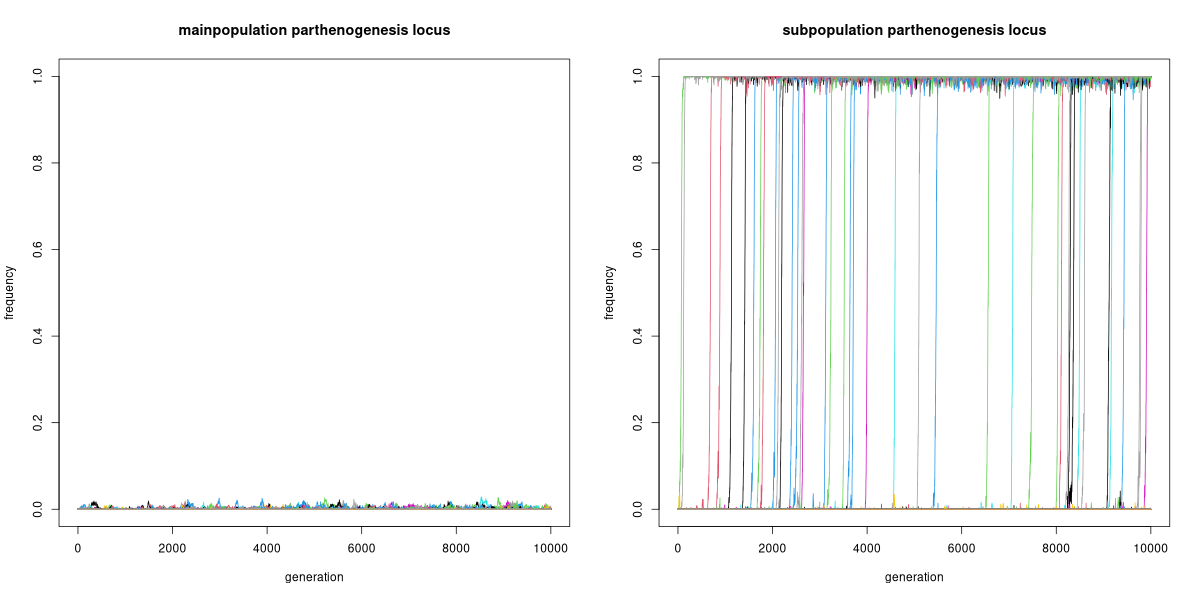 mainpopulation parthenogenesis locus
frequency
1.0
0.8
0.6
0.4
0.2
0.0
0 2000 4000 6000 8000 10000
generation
subpopulation parthenogenesis locus
frequency
1.0
0.8
0.6
0.4
0.2
0.0
0 2000 4000 6000 8000 10000
generation